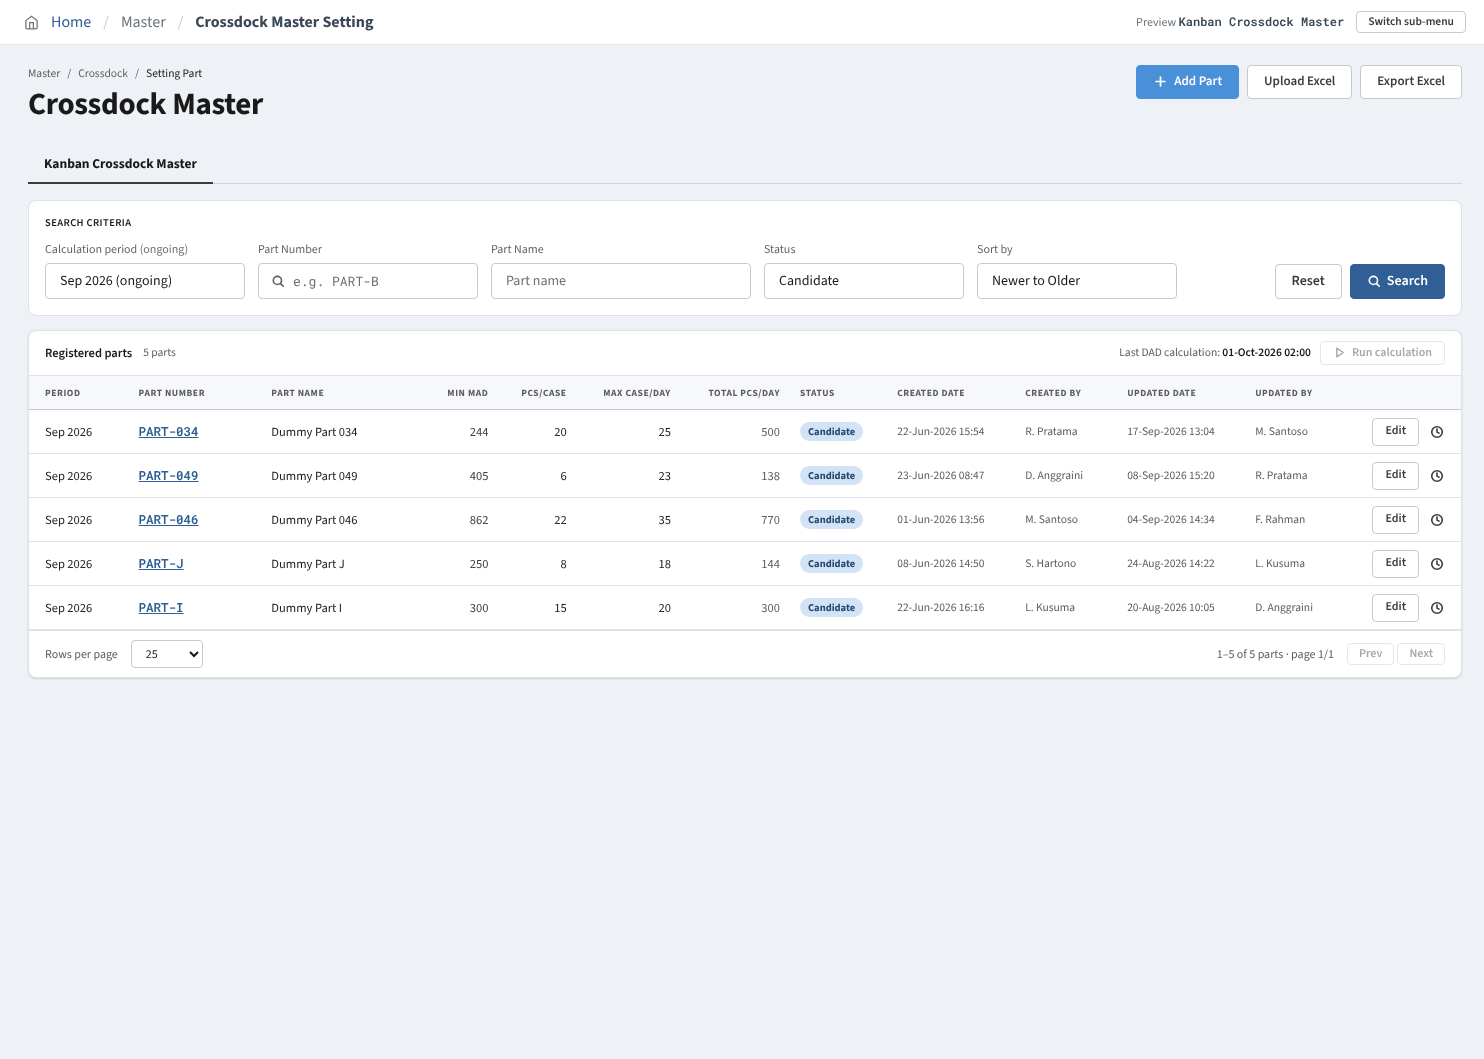 Home / Master / Crossdock Master Setting
Preview Kanban Crossdock Master Switch sub-menu
Master / Crossdock / Setting Part
Crossdock Master
Add Part Upload Excel Export Excel
Kanban Crossdock Master
SEARCH CRITERIA
Calculation period (ongoing) Part Number Part Name Status Sort by
Sep 2026 (ongoing) e.g. PART-B Part name Candidate Newer to Older Reset Search
Registered parts 5 parts Last DAD calculation: 01-Oct-2026 02:00 Run calculation
PERIOD PART NUMBER PART NAME MIN MAD PCS/CASE MAX CASE/DAY TOTAL PCS/DAY STATUS CREATED DATE CREATED BY UPDATED DATE UPDATED BY
Sep 2026 PART-034 Dummy Part 034 244 20 25 500 Candidate 22-Jun-2026 15:54 R. Pratama 17-Sep-2026 13:04 M. Santoso Edit
Sep 2026 PART-049 Dummy Part 049 405 6 23 138 Candidate 23-Jun-2026 08:47 D. Anggraini 08-Sep-2026 15:20 R. Pratama Edit
Sep 2026 PART-046 Dummy Part 046 862 22 35 770 Candidate 01-Jun-2026 13:56 M. Santoso 04-Sep-2026 14:34 F. Rahman Edit
Sep 2026 PART-J Dummy Part J 250 8 18 144 Candidate 08-Jun-2026 14:50 S. Hartono 24-Aug-2026 14:22 L. Kusuma Edit
Sep 2026 PART-I Dummy Part I 300 15 20 300 Candidate 22-Jun-2026 16:16 L. Kusuma 20-Aug-2026 10:05 D. Anggraini Edit
Rows per page 25 1–5 of 5 parts · page 1/1 Prev Next